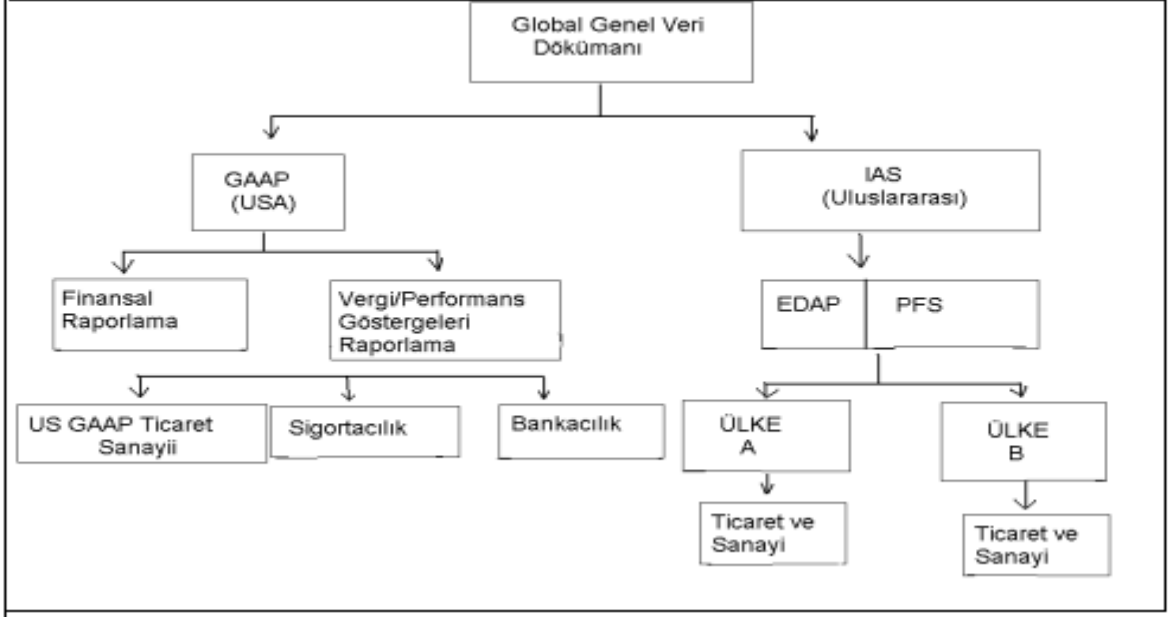 Global Genel Veri
Dökümanı
GAAP
(USA)
IAS
(Uluslararası)
Finansal
Raporlama
Vergi/Performans
Göstergeleri
Raporlama
EDAP
PFS
US GAAP Ticaret
Sanayii
Sigortacılık
Bankacılık
ÜLKE
A
ÜLKE
B
Ticaret ve
Sanayi
Ticaret ve
Sanayi